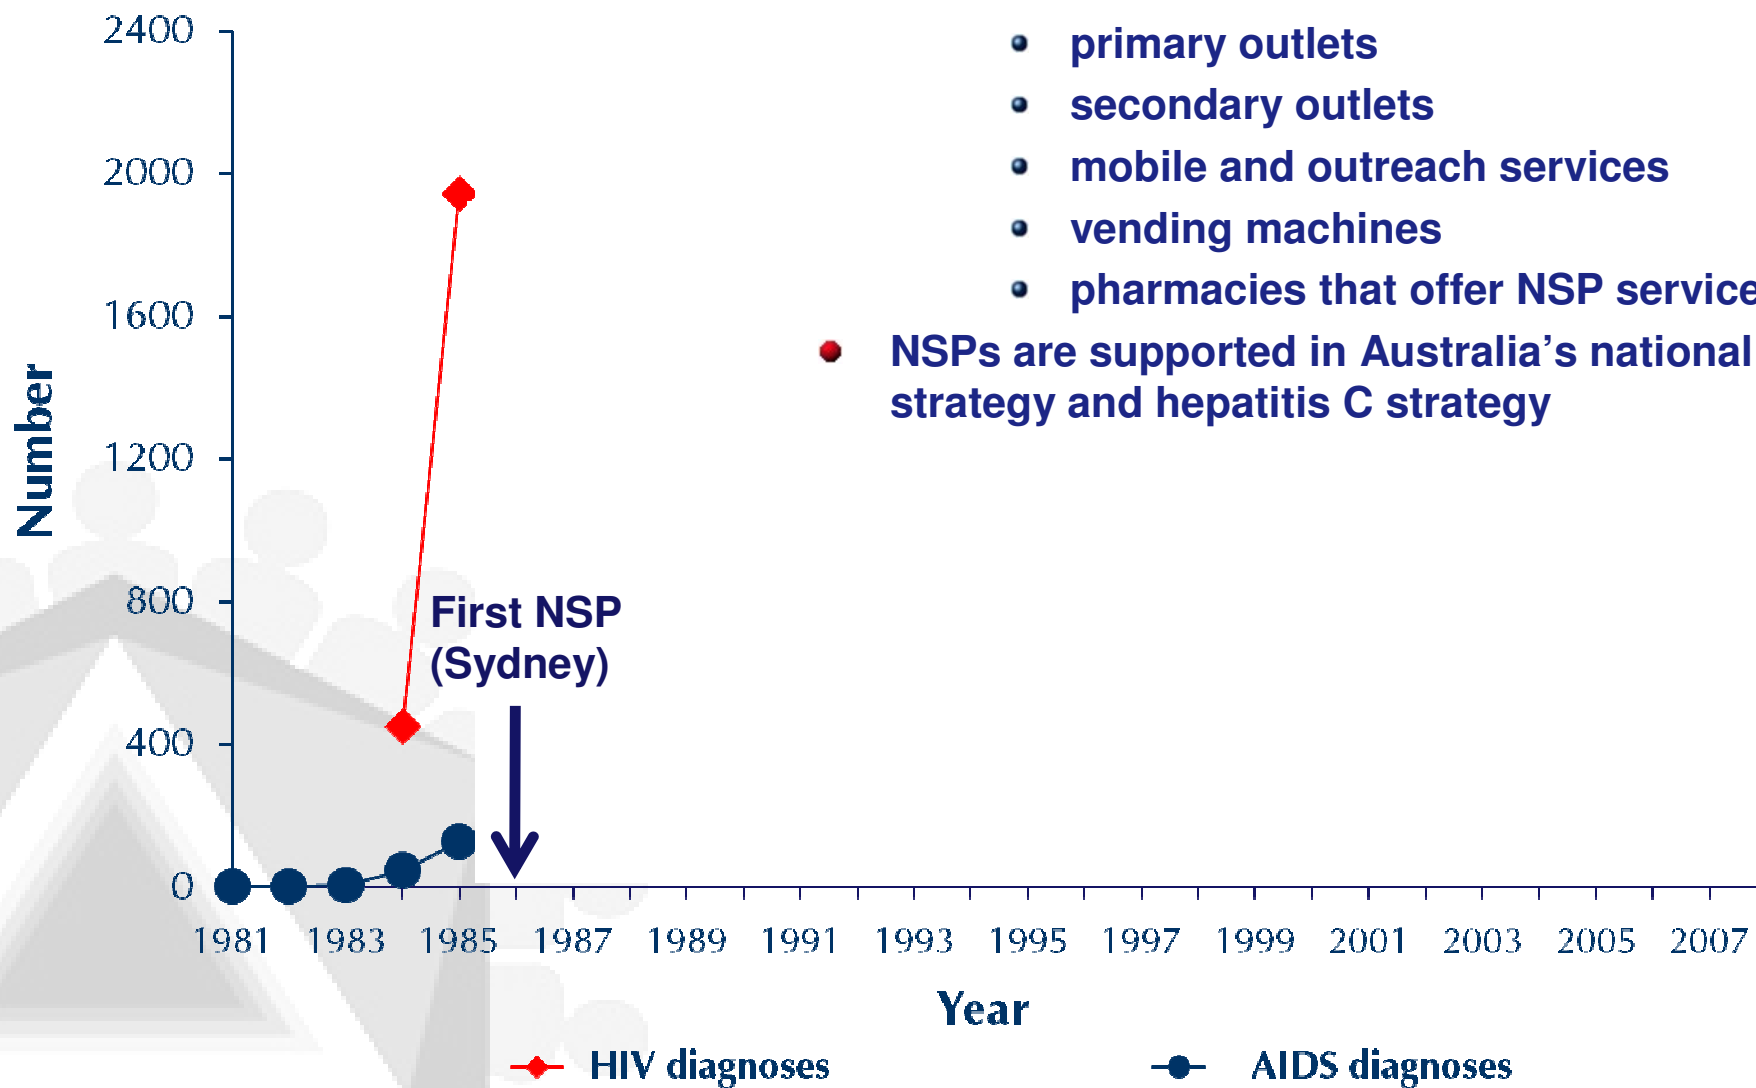 primary outlets
secondary outlets
mobile and outreach services
vending machines
pharmacies that offer NSP service
NSPs are supported in Australia’s national
strategy and hepatitis C strategy
2400
2000
1600
1200
800
400
0
Number
First NSP
(Sydney)
1981 1983 1985 1987 1989 1991 1993 1995 1997 1999 2001 2003 2005 2007
Year
HIV diagnoses AIDS diagnoses